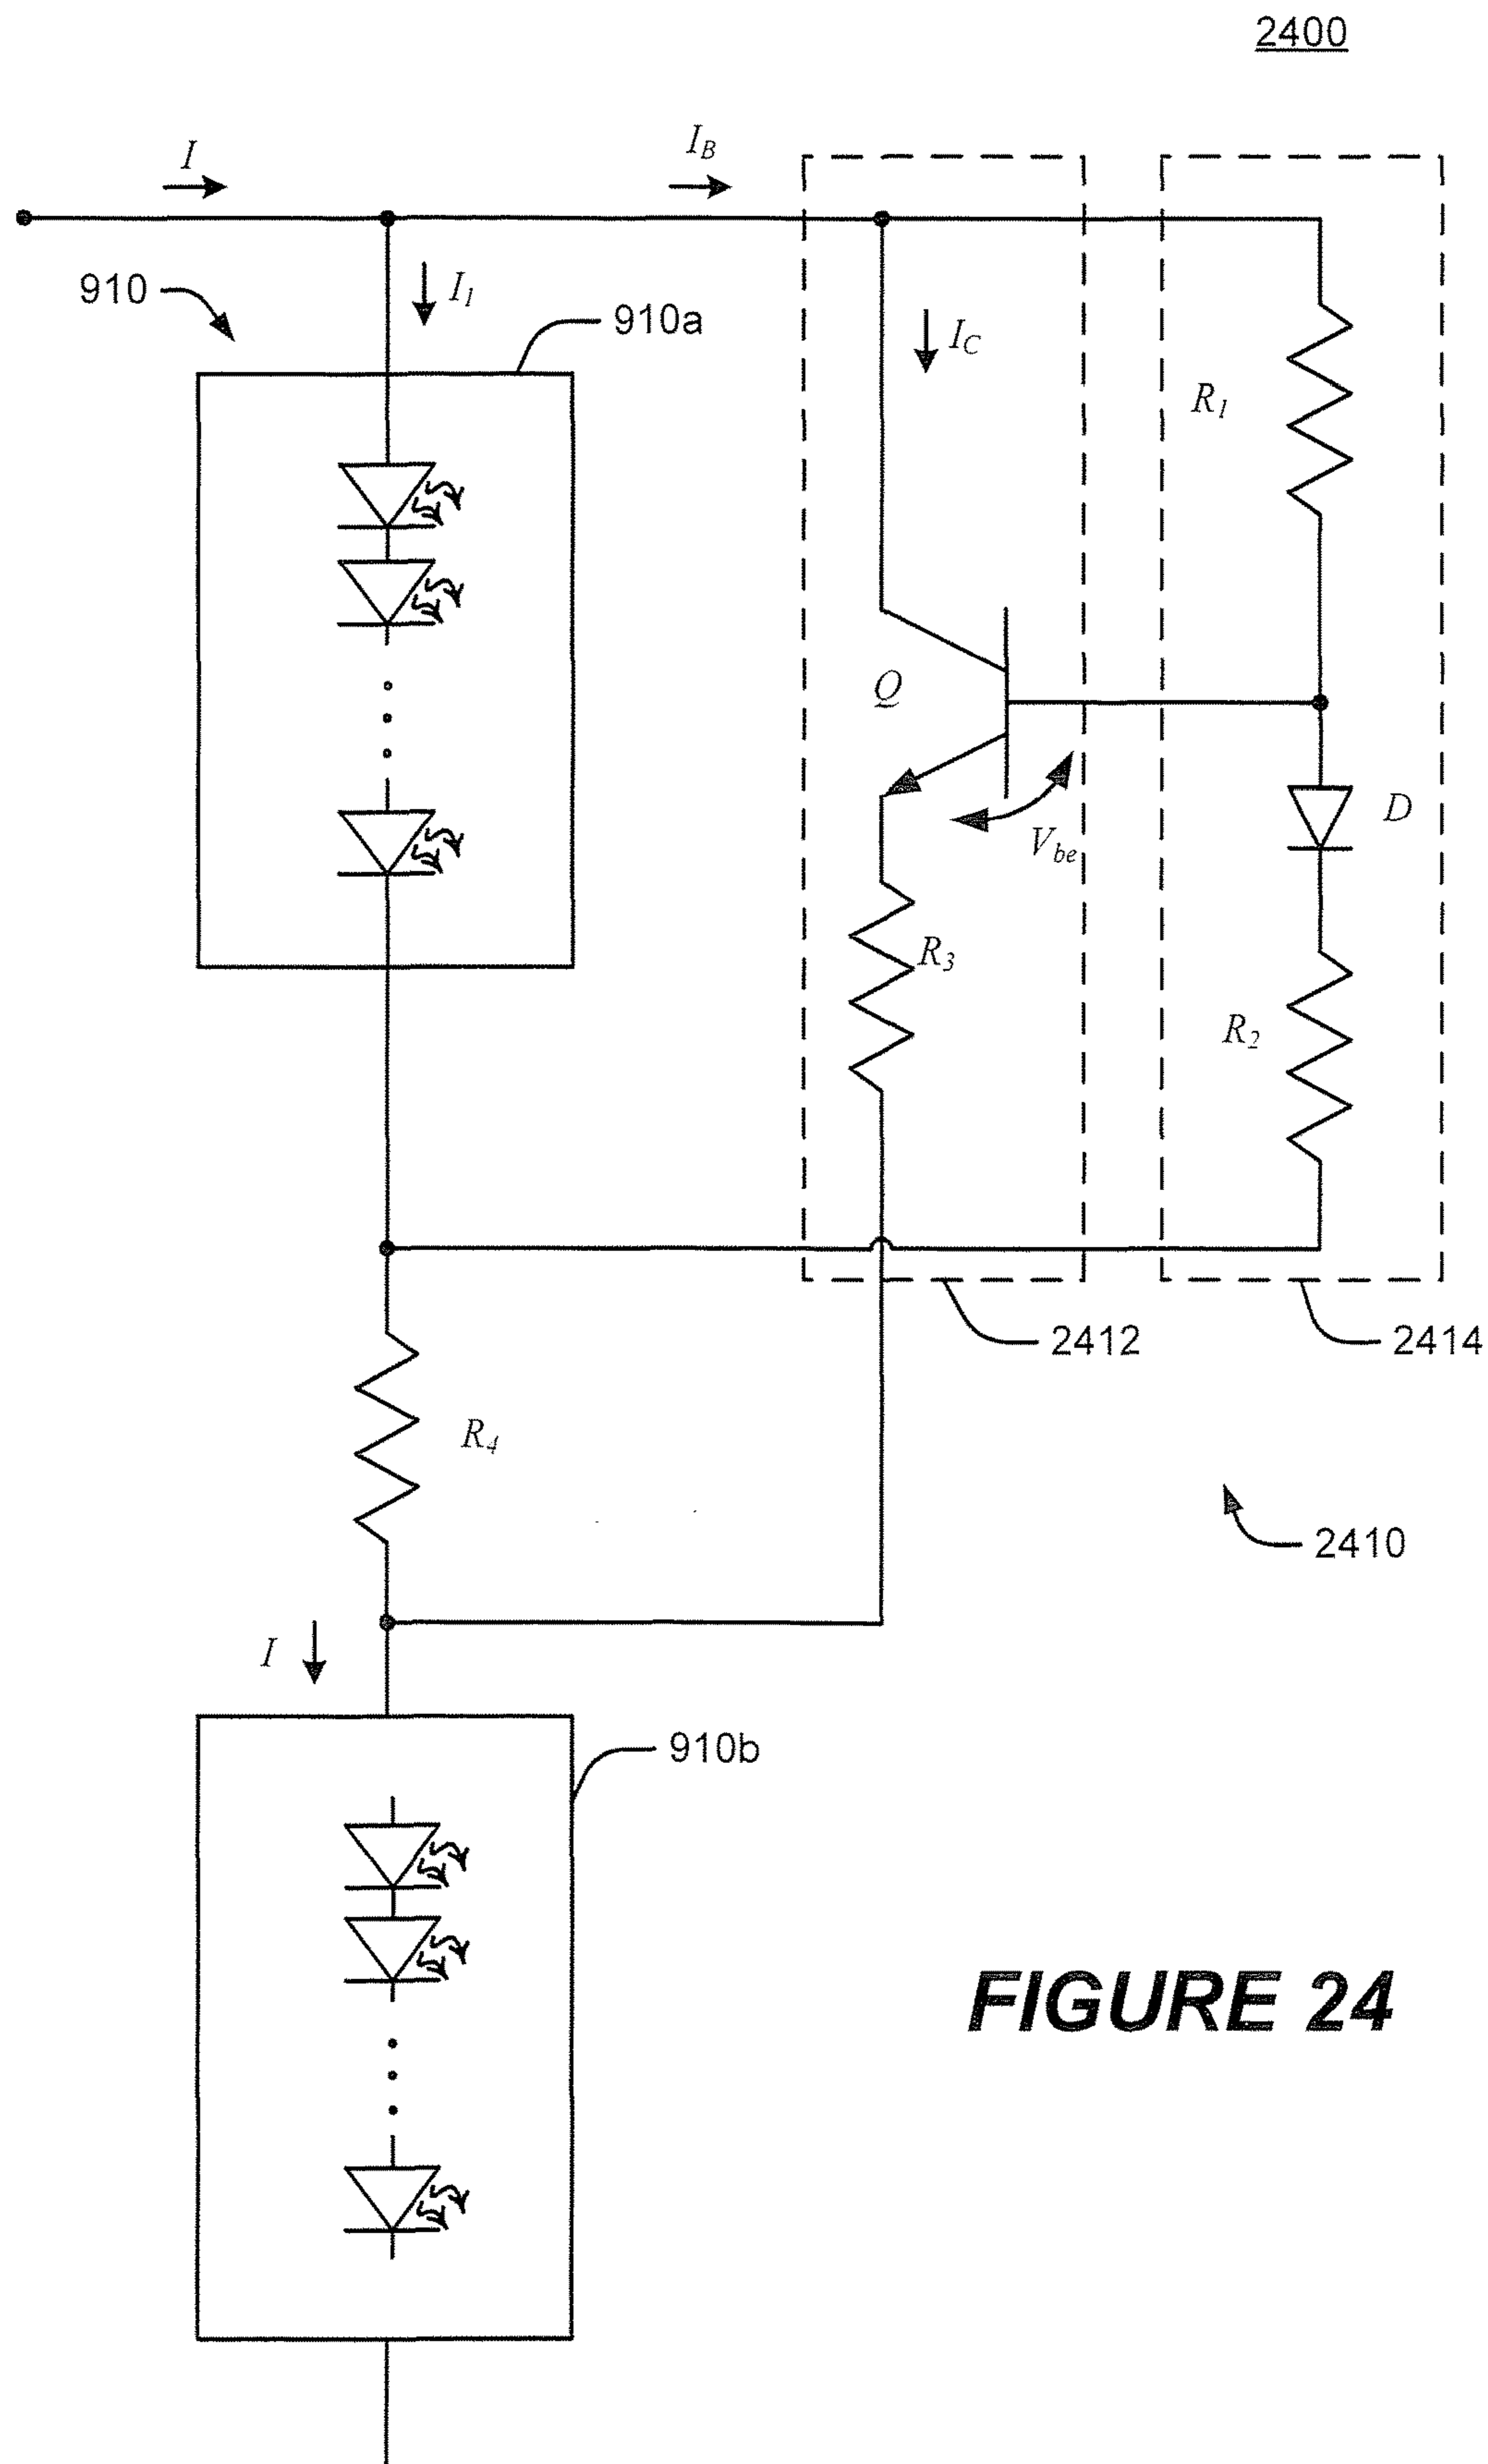 2400
I
I_B
910
I_1
910a
I_C
R_1
Q
D
V_be
R_3
R_2
2412
2414
R_4
2410
I
910b
FIGURE 24